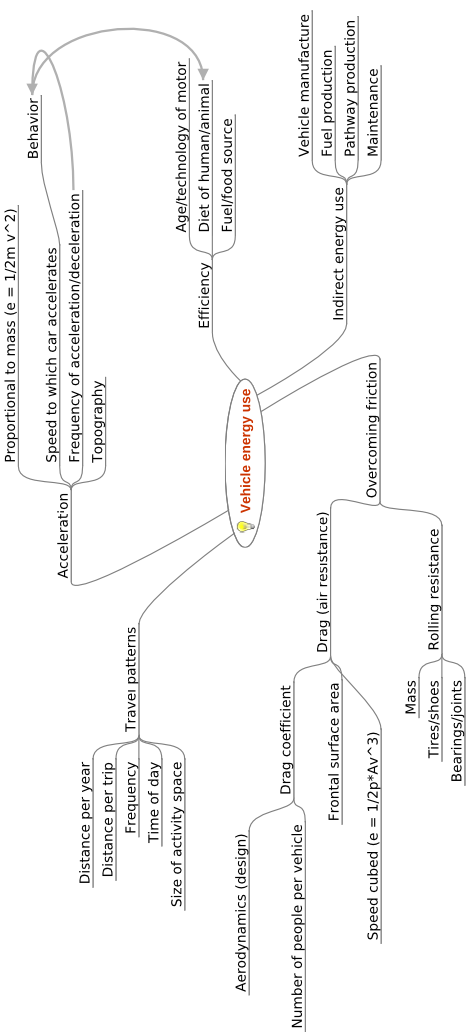 Vehicle energy use
Acceleration
Proportional to mass (e = 1/2m v^2)
Speed to which car accelerates
Behavior
Frequency of acceleration/deceleration
Topography
Efficiency
Age/technology of motor
Diet of human/animal
Fuel/food source
Indirect energy use
Vehicle manufacture
Fuel production
Pathway production
Maintenance
Travel patterns
Distance per year
Distance per trip
Frequency
Time of day
Size of activity space
Overcoming friction
Drag (air resistance)
Drag coefficient
Aerodynamics (design)
Number of people per vehicle
Frontal surface area
Speed cubed (e = 1/2p*Av^3)
Rolling resistance
Mass
Tires/shoes
Bearings/joints